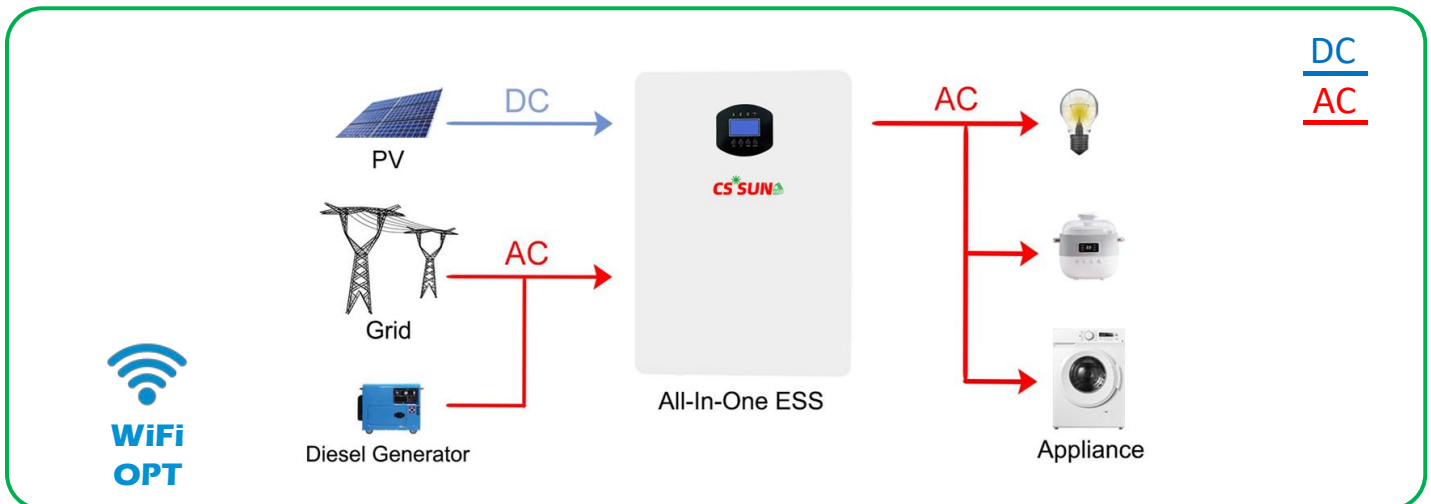 DC
AC
DC
PV
AC
Grid
Diesel Generator
WiFi
OPT
CS SUN
All-In-One ESS
AC
Appliance